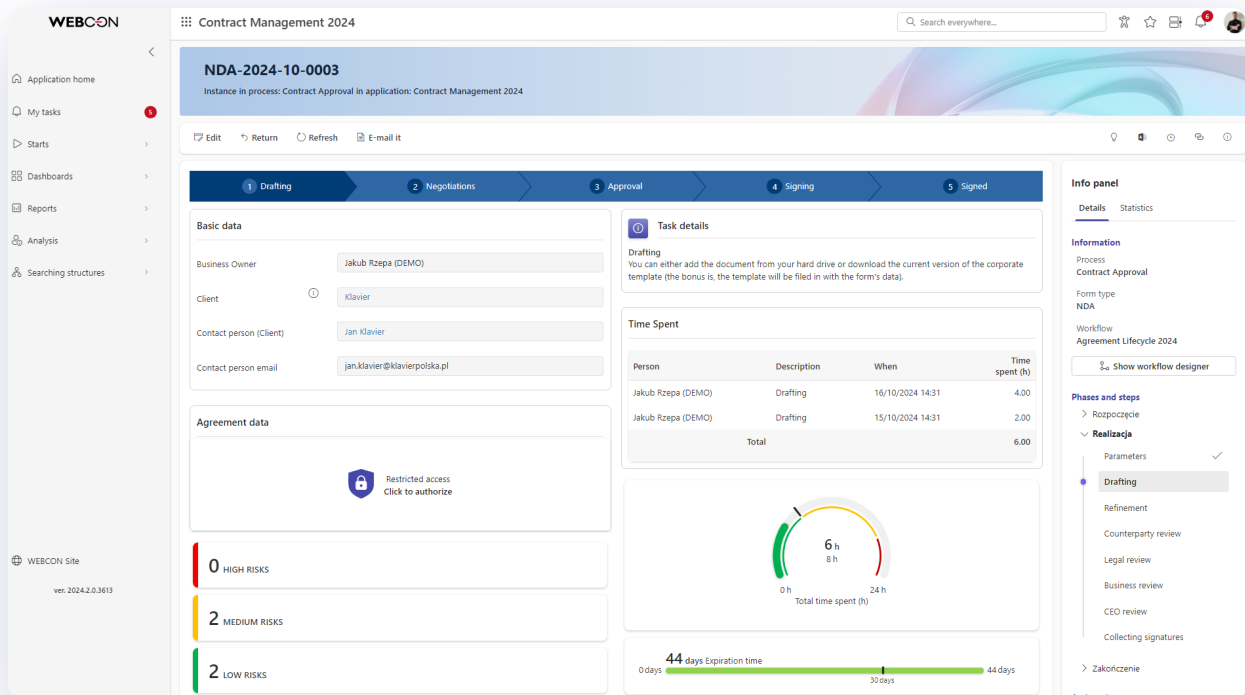 WEBCON
Contract Management 2024
Search everywhere...
6
Application home
My tasks
5
Starts
Dashboards
Reports
Analysis
Searching structures
WEBCON Site
ver. 2024.2.0.3613
NDA-2024-10-0003
Instance in process: Contract Approval in application: Contract Management 2024
Edit
Return
Refresh
E-mail it
1 Drafting
2 Negotiations
3 Approval
4 Signing
5 Signed
Basic data
Business Owner
Jakub Rzepa (DEMO)
Client
Klavier
Contact person (Client)
Jan Klavier
Contact person email
jan.klavier@klavierpolska.pl
Agreement data
Restricted access
Click to authorize
0 HIGH RISKS
2 MEDIUM RISKS
2 LOW RISKS
Task details
Drafting
You can either add the document from your hard drive or download the current version of the corporate
template (the bonus is, the template will be filed in with the form's data).
Time Spent
Person Description When Time spent (h)
Jakub Rzepa (DEMO) Drafting 16/10/2024 14:31 4.00
Jakub Rzepa (DEMO) Drafting 15/10/2024 14:31 2.00
Total 6.00
6 h
8 h
0 h
24 h
Total time spent (h)
44 days Expiration time
0 days
44 days
30 days
Info panel
Details
Statistics
Information
Process
Contract Approval
Form type
NDA
Workflow
Agreement Lifecycle 2024
Show workflow designer
Phases and steps
Rozpoczęcie
Realizacja
Parameters
Drafting
Refinement
Counterparty review
Legal review
Business review
CEO review
Collecting signatures
Zakończenie